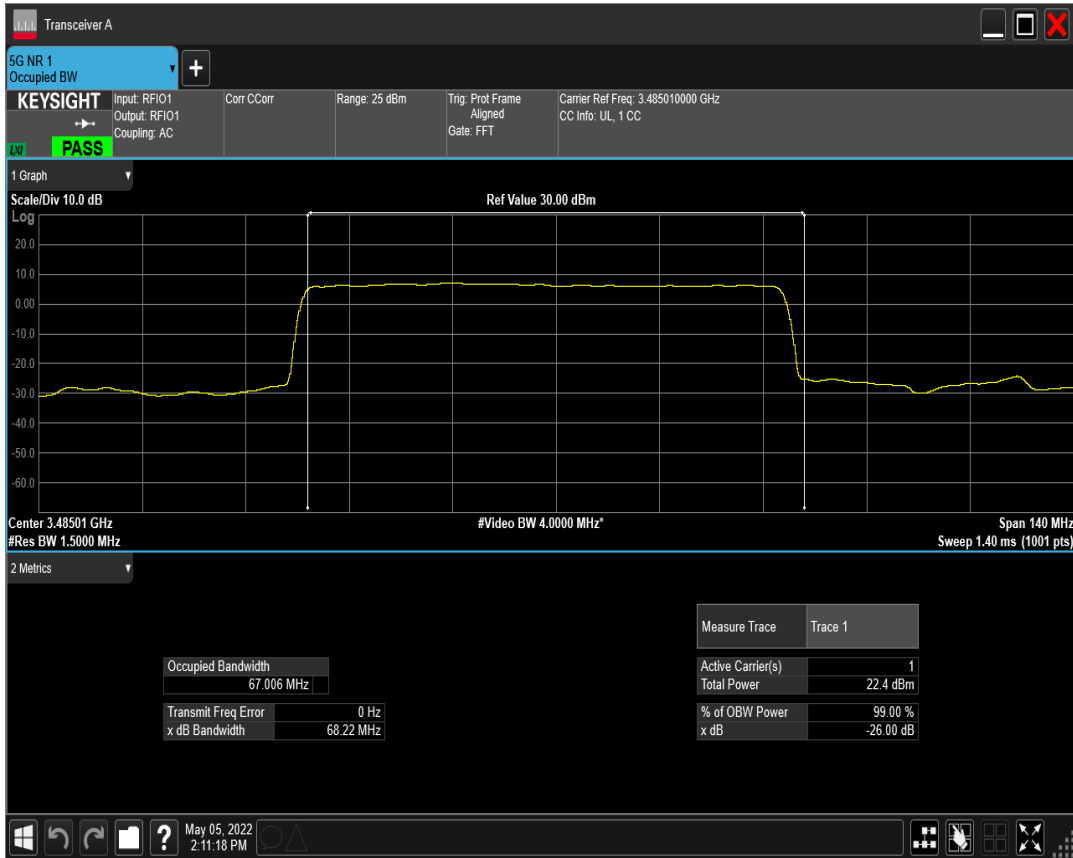 Transceiver A
5G NR 1
Occupied BW
KEYSIGHT
LXI
PASS
Input: RFIO1
Output: RFIO1
Coupling: AC
Corr CCorr
Range: 25 dBm
Trig: Prot Frame
Aligned
Gate: FFT
Carrier Ref Freq: 3.485010000 GHz
CC Info: UL, 1 CC
1 Graph
Scale/Div 10.0 dB
Ref Value 30.00 dBm
Log
20.0
10.0
0.00
-10.0
-20.0
-30.0
-40.0
-50.0
-60.0
Center 3.48501 GHz
#Video BW 4.0000 MHz*
Span 140 MHz
#Res BW 1.5000 MHz
Sweep 1.40 ms (1001 pts)
2 Metrics
Measure Trace Trace 1
Occupied Bandwidth
67.006 MHz
Active Carrier(s) 1
Total Power 22.4 dBm
Transmit Freq Error 0 Hz
x dB Bandwidth 68.22 MHz
% of OBW Power 99.00 %
x dB -26.00 dB
?
May 05, 2022
2:11:18 PM